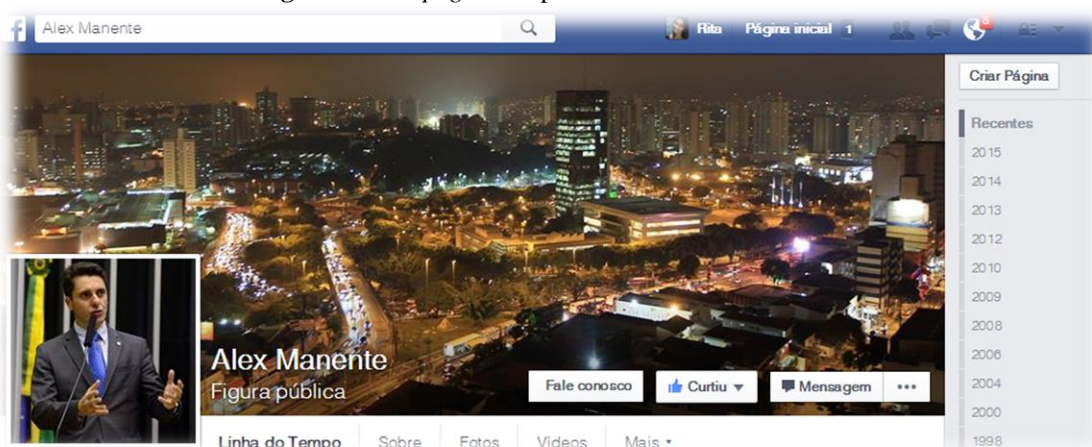 f Alex Manente Rita Página inicial 1 8
Criar Página
Recentes
2015
2014
2013
2012
2010
2009
2008
2006
2004
2000
1998
Alex Manente
Figura pública
Fale conosco Curtiu Mensagem
Linha do Tempo Sobre Fotos Vídeos Mais